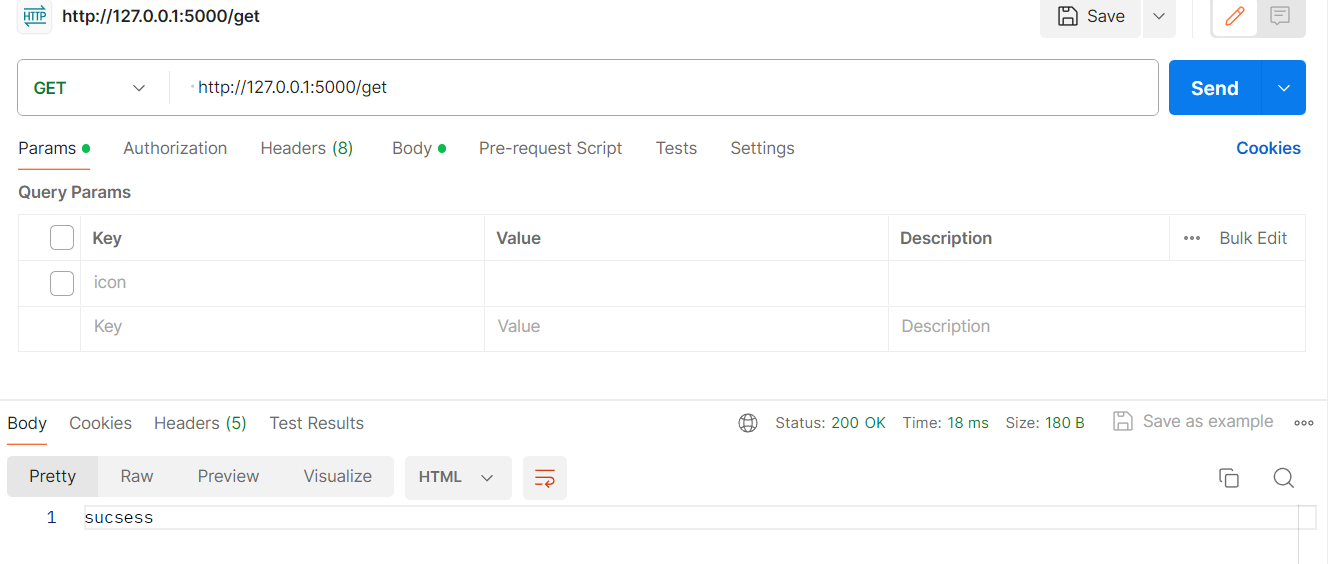 HTTP http://127.0.0.1:5000/get Save
GET http://127.0.0.1:5000/get Send
Params Authorization Headers (8) Body Pre-request Script Tests Settings Cookies
Query Params
Key Value Description ••• Bulk Edit
icon
Key Value Description
Body Cookies Headers (5) Test Results Status: 200 OK Time: 18 ms Size: 180 B Save as example
Pretty Raw Preview Visualize HTML
1 sucsess